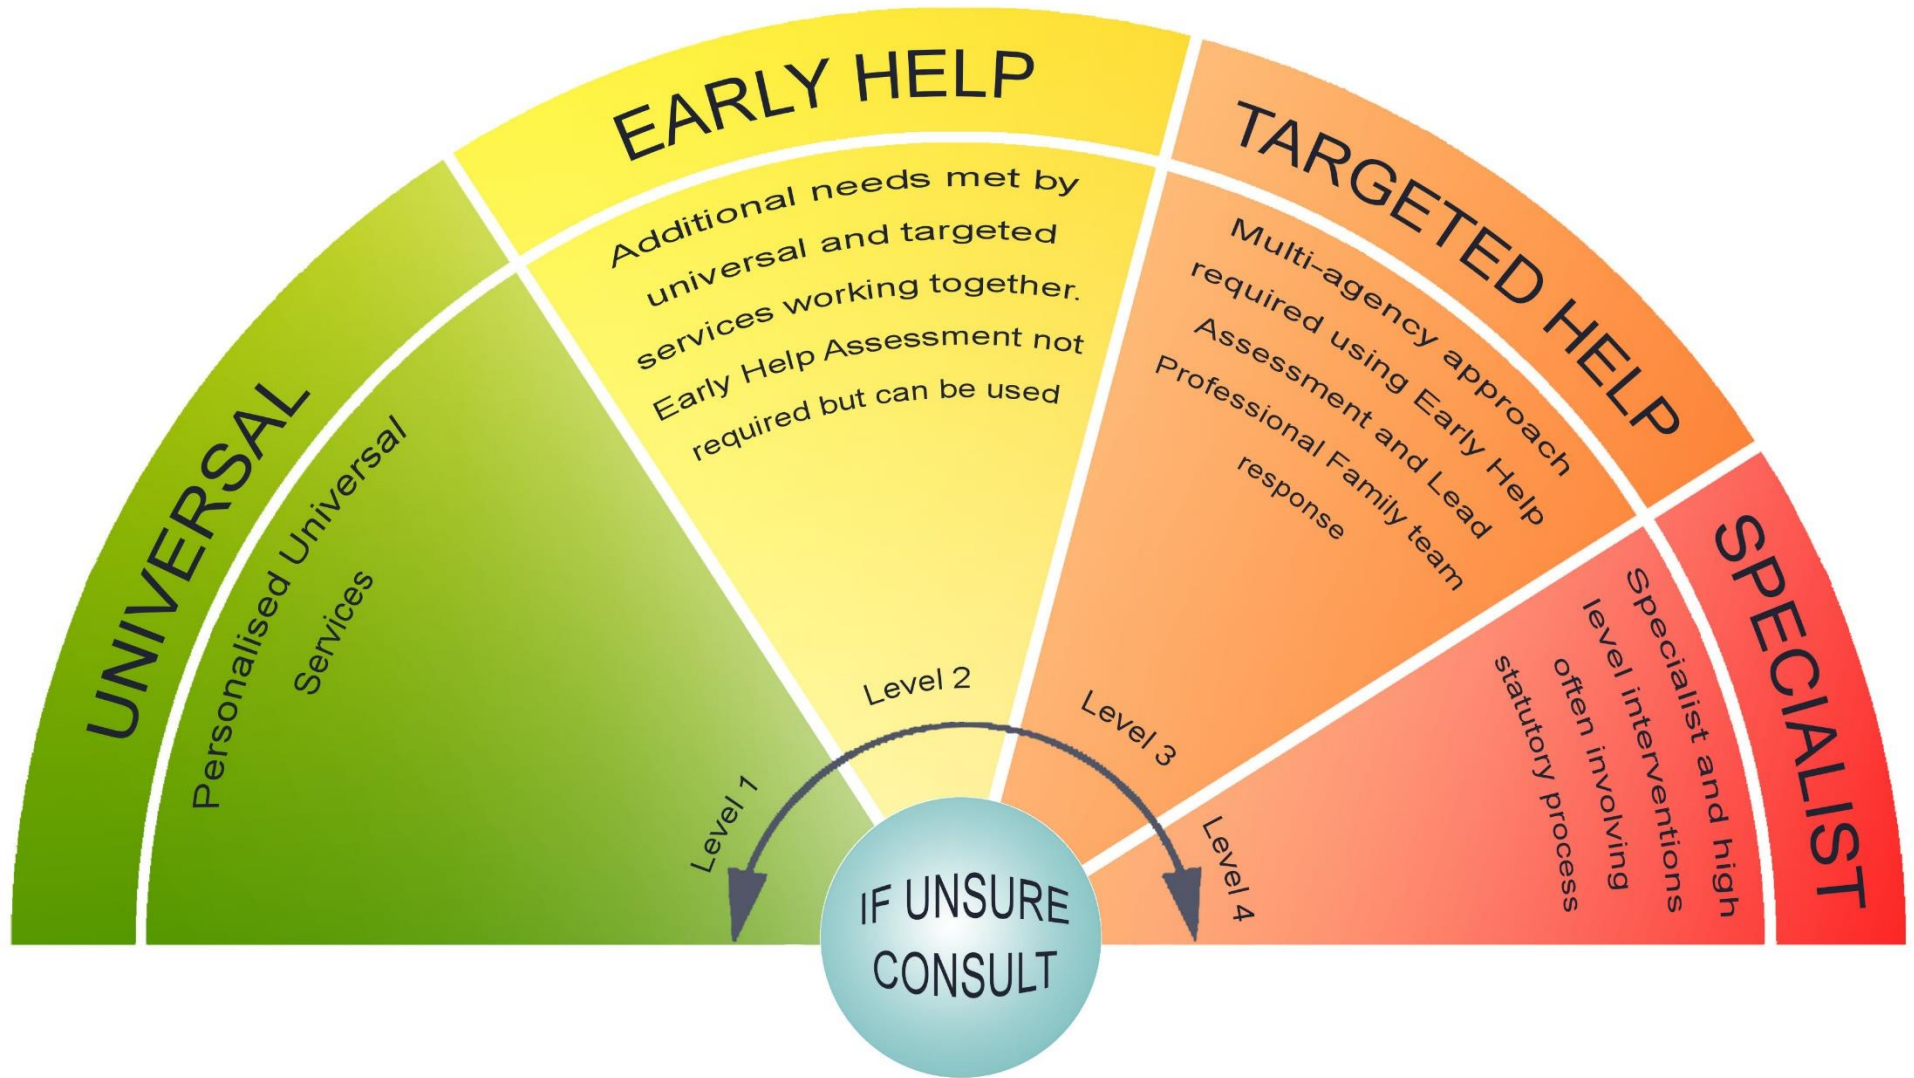 UNIVERSAL
Personalised Universal
Services
Level 1
EARLY HELP
Additional needs met by
universal and targeted
services working together.
Early Help Assessment not
required but can be used
Level 2
TARGETED HELP
Multi-agency approach
required using Early Help
Assessment and Lead
Professional Family team
response
Level 3
SPECIALIST
Specialist and high
level interventions
often involving
statutory process
Level 4
IF UNSURE
CONSULT